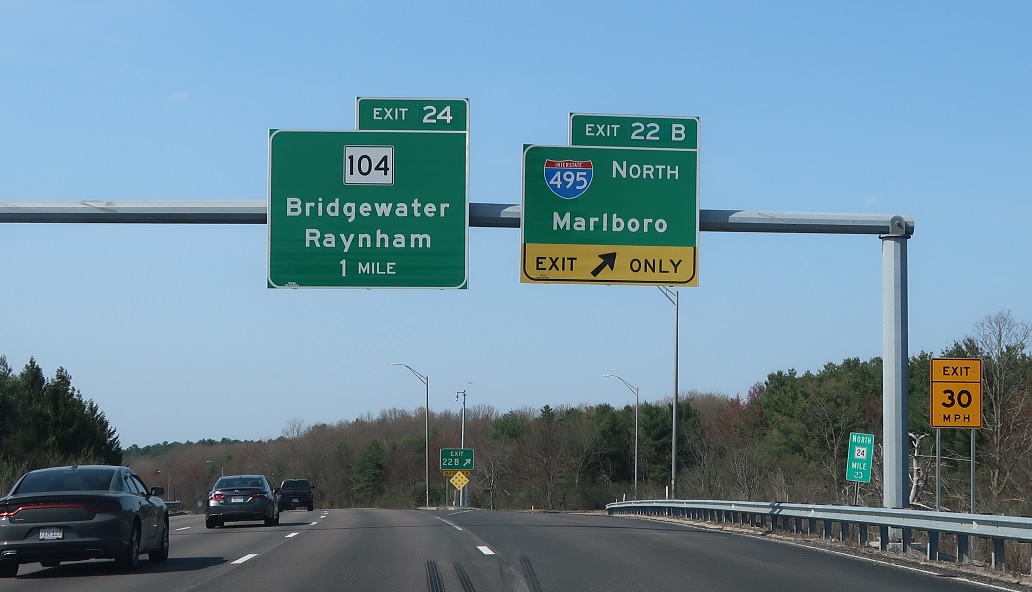 EXIT 24
104
Bridgewater
Raynham
1 MILE
EXIT 22 B
INTERSTATE
495
NORTH
Marlboro
EXIT ONLY
EXIT
22 B
EXIT
30
MPH
NORTH
24
MILE
23